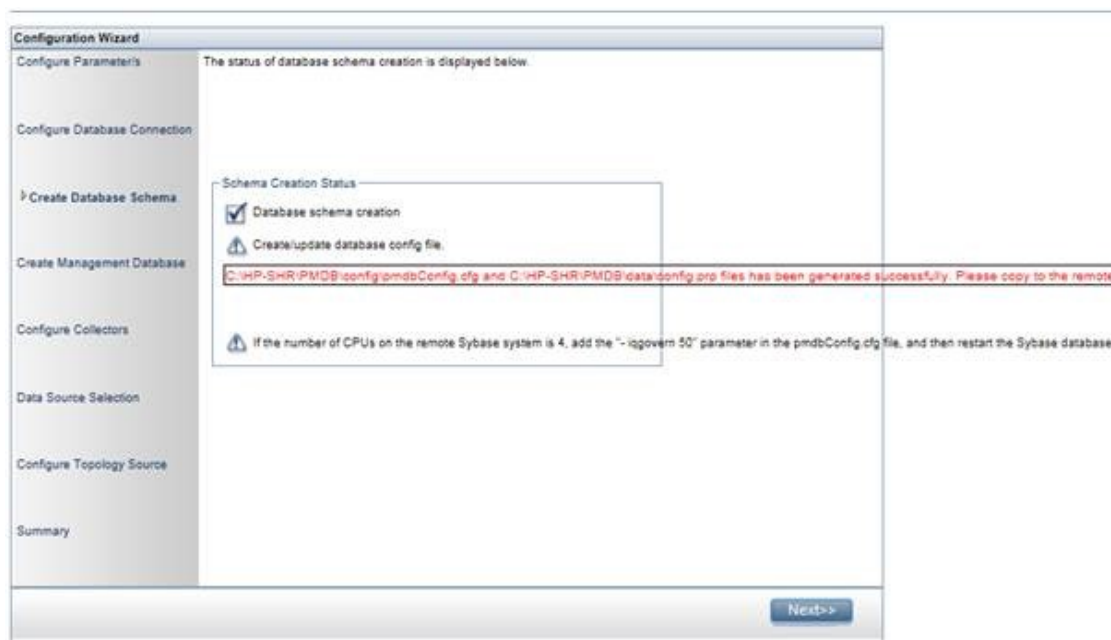 Configuration Wizard
Configure Parameter/s
The status of database schema creation is displayed below.
Configure Database Connection
Create Database Schema
Schema Creation Status
Database schema creation
Create/update database config file.
C:\HP-SHR\PMDB\config\pmdbConfig.cfg and C:\HP-SHR\PMDB\data\config.pro files has been generated successfully. Please copy to the remote
If the number of CPUs on the remote Sybase system is 4, add the "- iqgovern 50" parameter in the pmdbConfig.cfg file, and then restart the Sybase database
Create Management Database
Configure Collectors
Data Source Selection
Configure Topology Source
Summary
Next>>